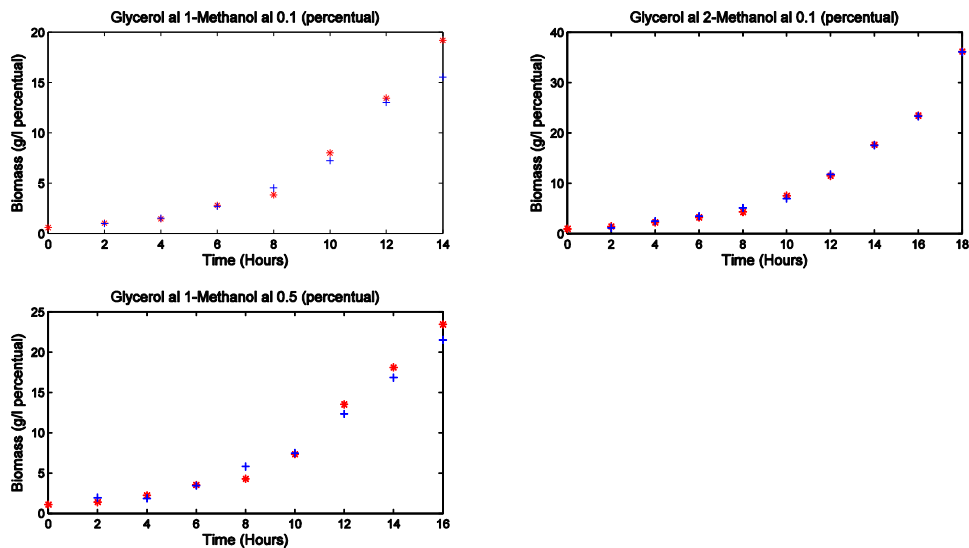 Glycerol al 1-Methanol al 0.1 (percentual)
20
15
10
5
0
Biomass (g/l percentual)
0 2 4 6 8 10 12 14
Time (Hours)
Glycerol al 2-Methanol al 0.1 (percentual)
40
30
20
10
0
Biomass (g/l percentual)
0 2 4 6 8 10 12 14 16 18
Time (Hours)
Glycerol al 1-Methanol al 0.5 (percentual)
25
20
15
10
5
0
Biomass (g/l percentual)
0 2 4 6 8 10 12 14 16
Time (Hours)